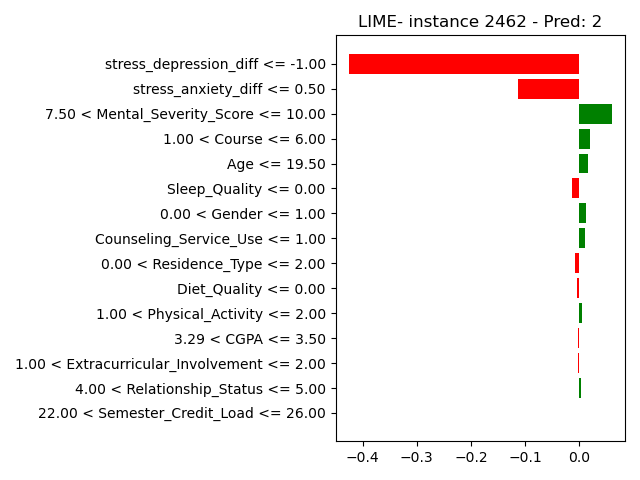 LIME- instance 2462 - Pred: 2
stress_depression_diff <= -1.00
stress_anxiety_diff <= 0.50
7.50 < Mental_Severity_Score <= 10.00
1.00 < Course <= 6.00
Age <= 19.50
Sleep_Quality <= 0.00
0.00 < Gender <= 1.00
Counseling_Service_Use <= 1.00
0.00 < Residence_Type <= 2.00
Diet_Quality <= 0.00
1.00 < Physical_Activity <= 2.00
3.29 < CGPA <= 3.50
1.00 < Extracurricular_Involvement <= 2.00
4.00 < Relationship_Status <= 5.00
22.00 < Semester_Credit_Load <= 26.00
−0.4 −0.3 −0.2 −0.1 0.0